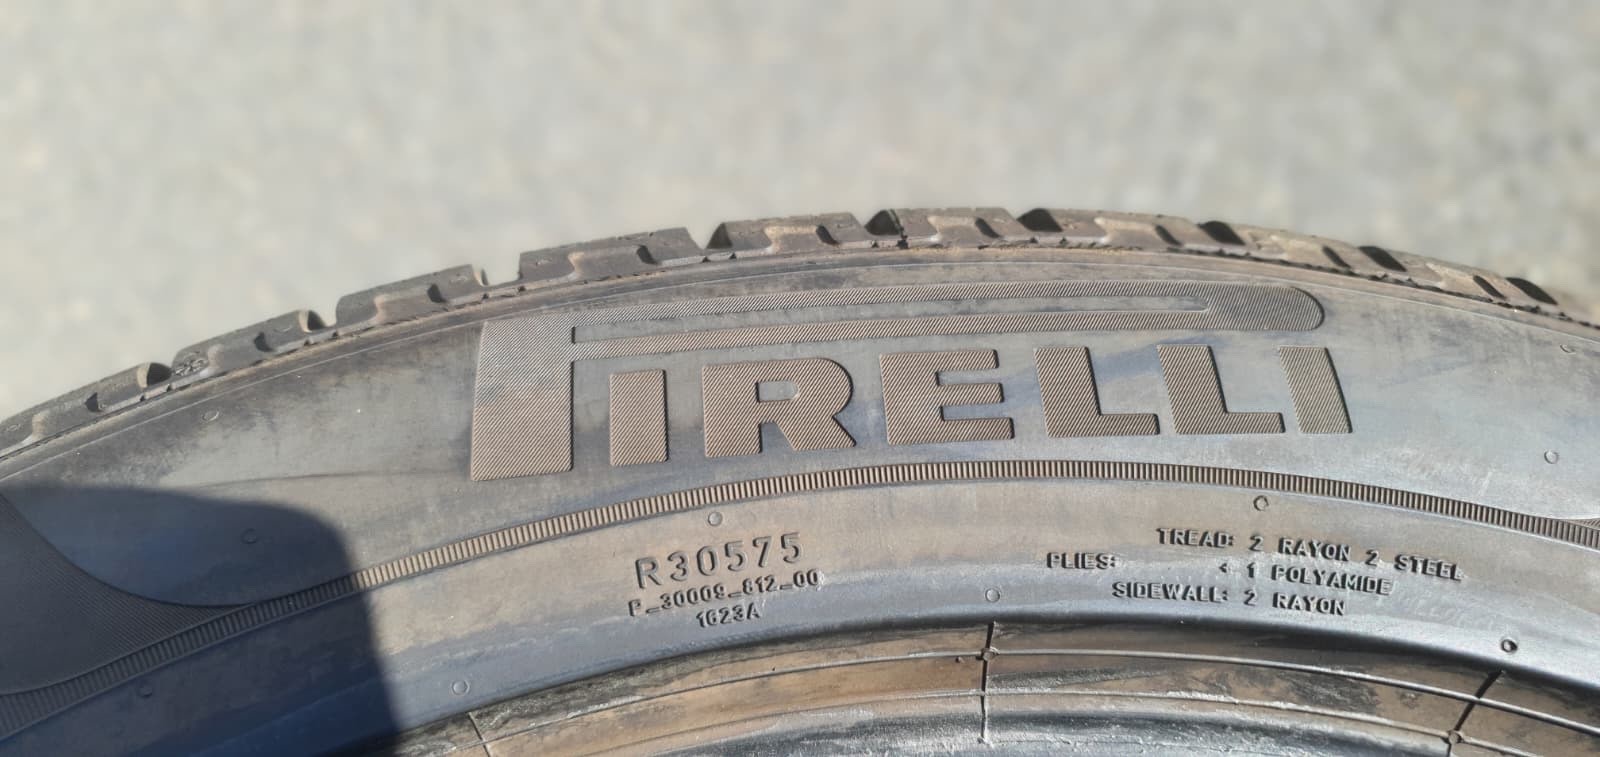 PIRELLI
R30575
P_30009_812_00
1623A
TREAD: 2 RAYON 2 STEEL
PLIES: + 1 POLYAMIDE
SIDEWALL: 2 RAYON